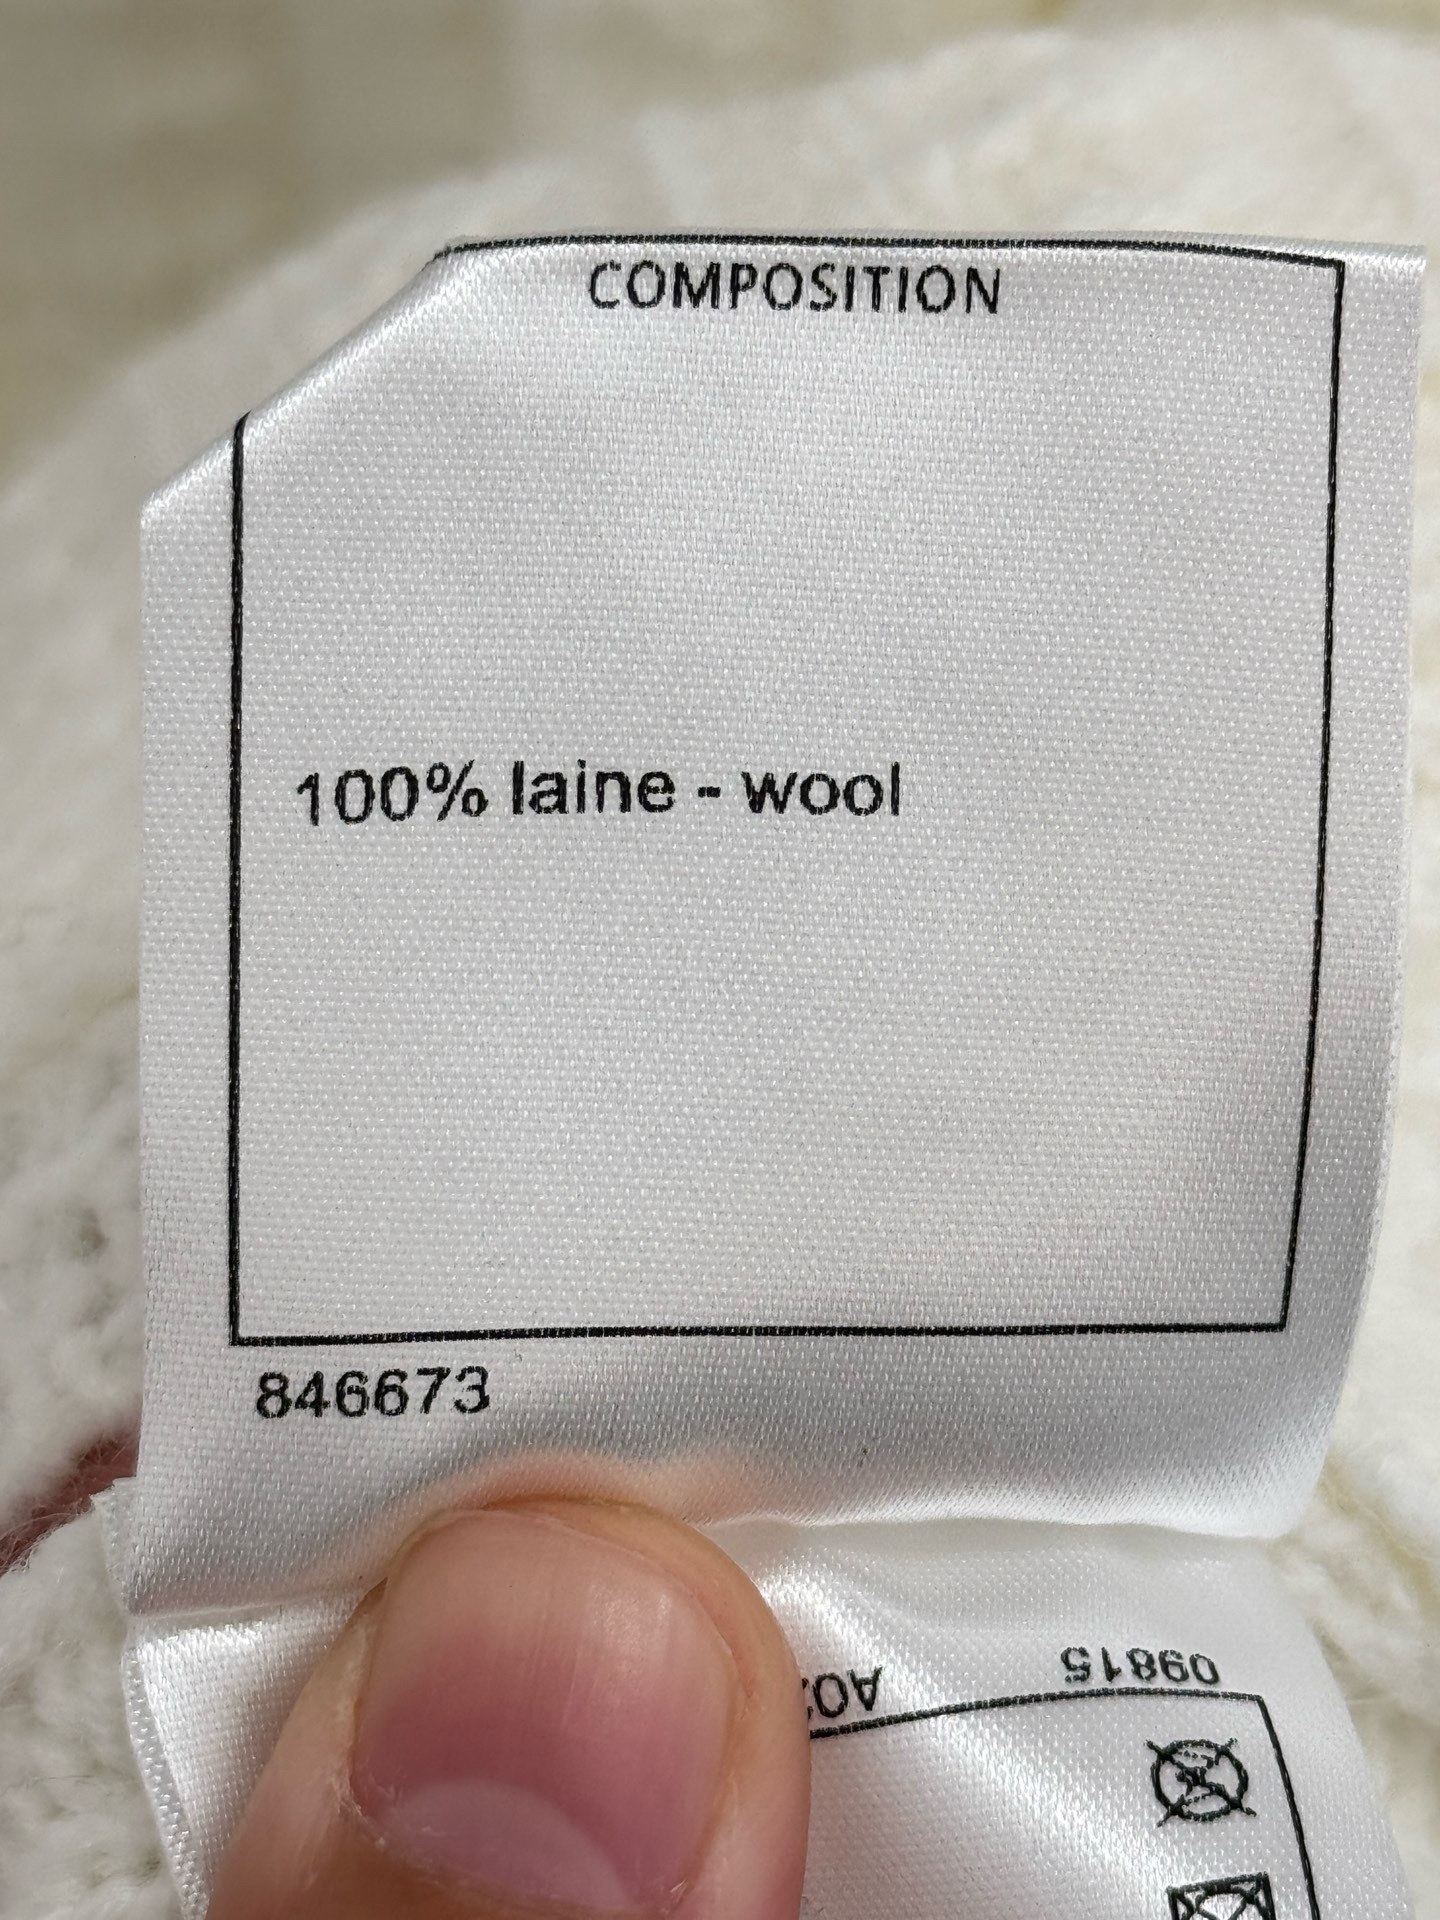 COMPOSITION
100% laine - wool
846673
09815